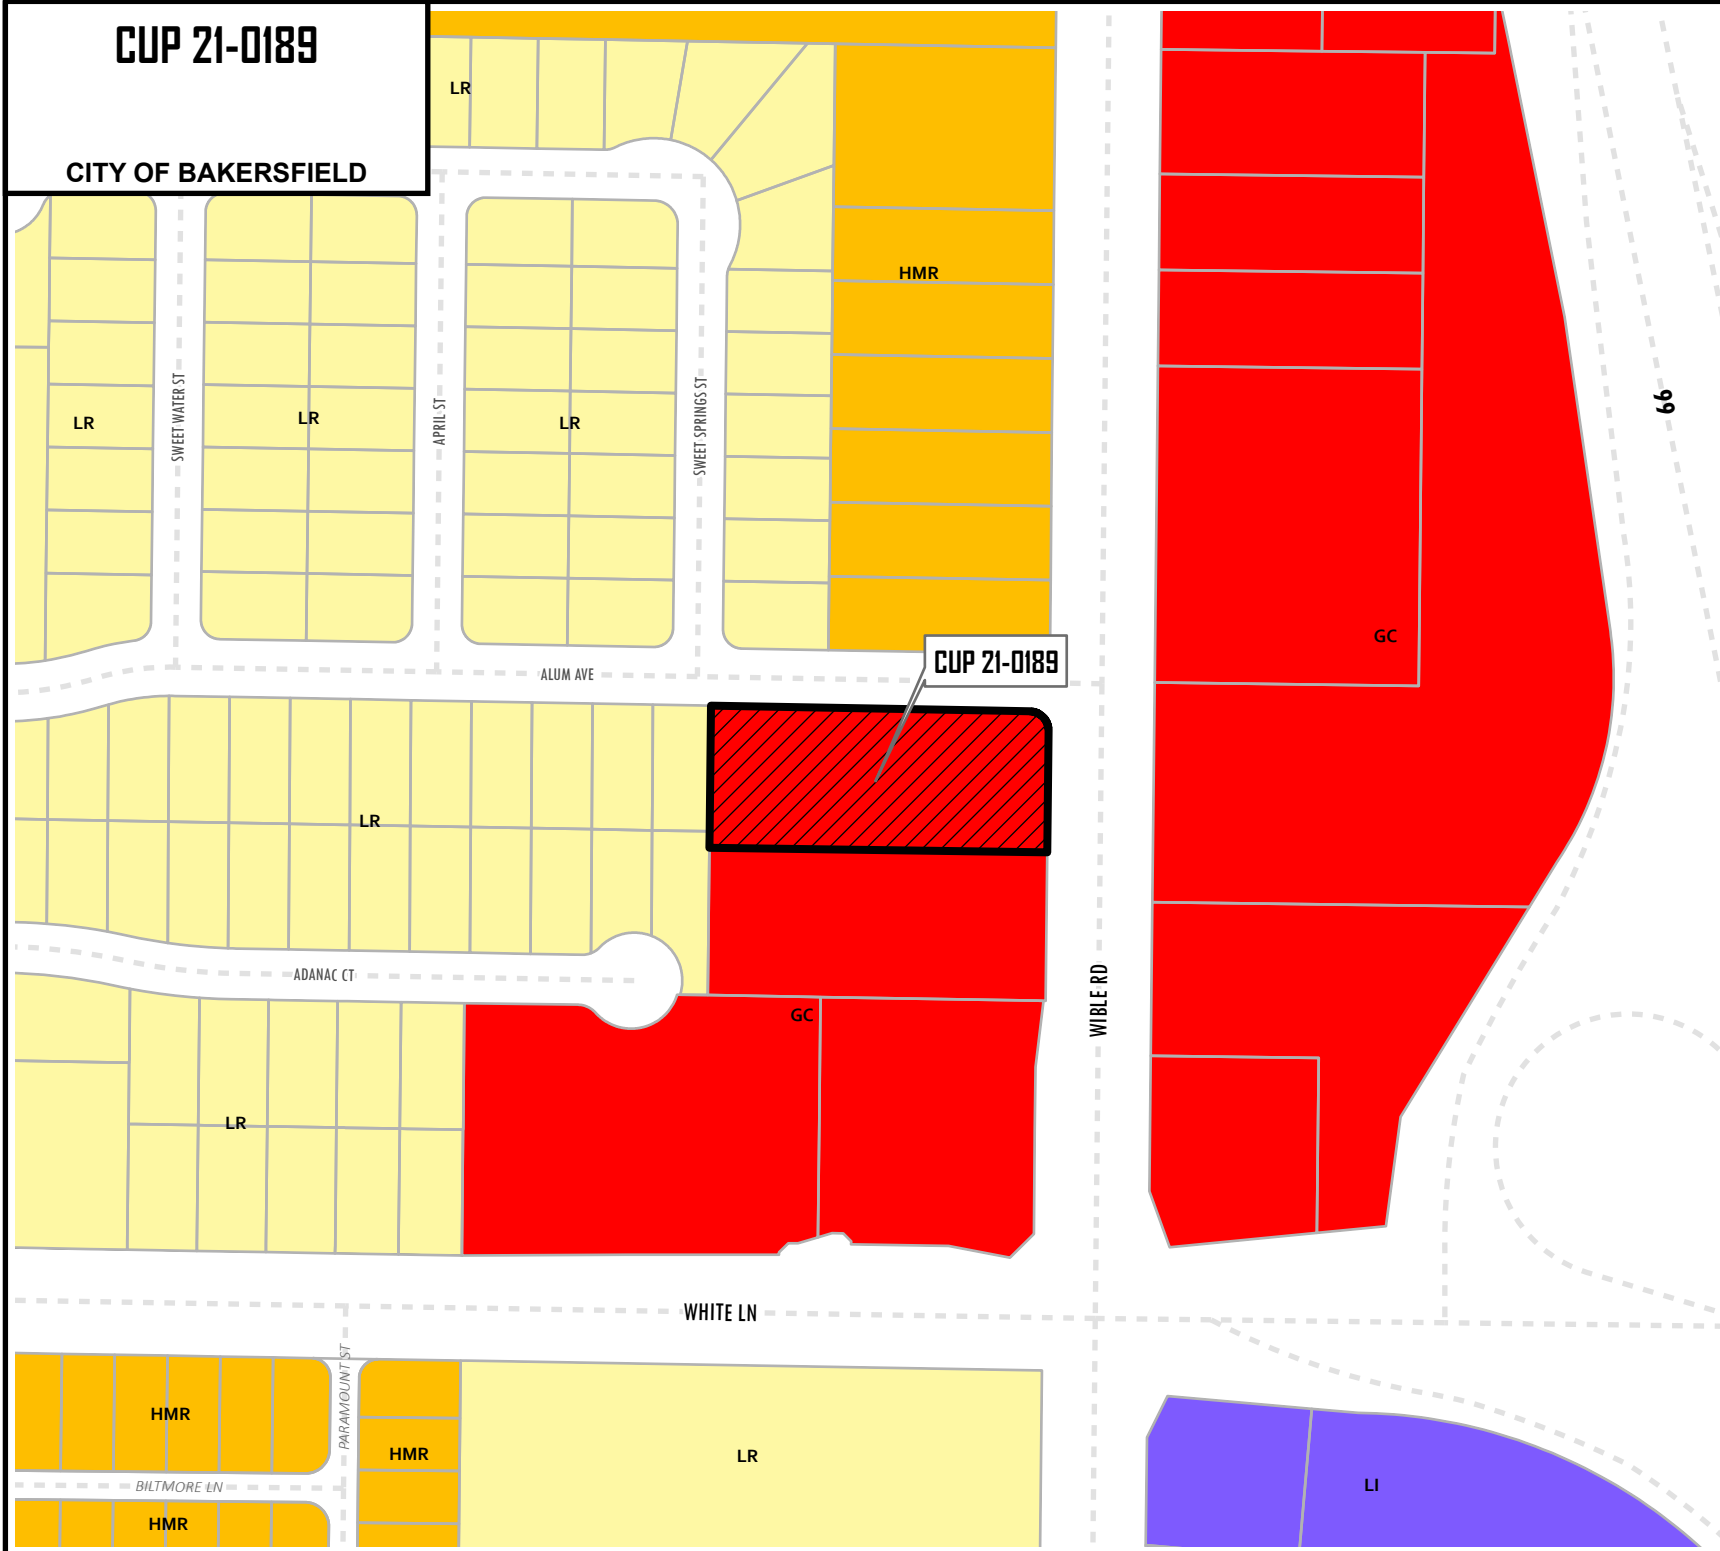 CUP 21-0189
CITY OF BAKERSFIELD
LR
HMR
99
SWEET WATER ST
APRIL ST
SWEET SPRINGS ST
LR
LR
LR
GC
ALUM AVE
CUP 21-0189
LR
ADANAC CT
GC
WIBLE RD
LR
WHITE LN
PARAMOUNT ST
HMR
HMR
LR
BILTMORE LN
LI
HMR